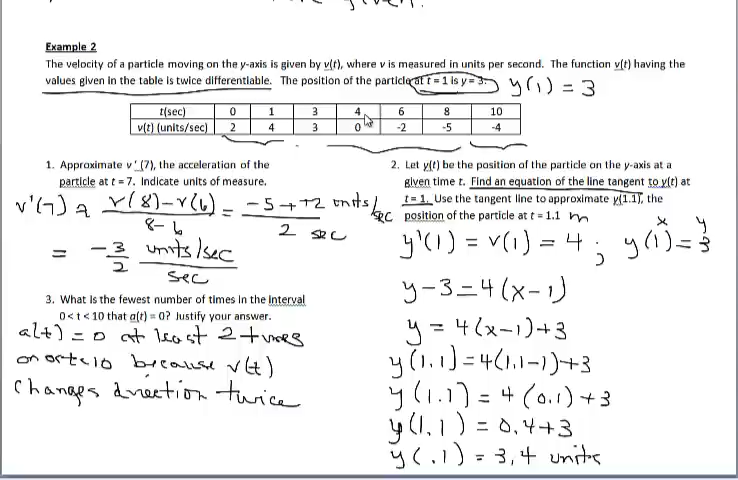 Example 2
The velocity of a particle moving on the y-axis is given by v(t), where v is measured in units per second. The function v(t) having the
values given in the table is twice differentiable. The position of the particle at t = 1 is y = 3. y(1) = 3
t(sec) 0 1 3 4 6 8 10
v(t) (units/sec) 2 4 3 0 -2 -5 -4
1. Approximate v'(7), the acceleration of the
particle at t = 7. Indicate units of measure.
v'(7) ≈ v(8)-v(6) / 8-6 = -5++2 / 2 units/sec / sec
= -3/2 units/sec / sec
3. What is the fewest number of times in the interval
0 < t < 10 that a(t) = 0? Justify your answer.
a(t) = 0 at least 2 times
on 0<t<10 because v(t)
changes direction twice
2. Let y(t) be the position of the particle on the y-axis at a
given time t. Find an equation of the line tangent to y(t) at
t = 1. Use the tangent line to approximate y(1.1), the
position of the particle at t = 1.1
m x y
y'(1) = v(1) = 4 ; y(1) = 3
y-3=4(x-1)
y = 4(x-1)+3
y(1.1)=4(1.1-1)+3
y(1.1) = 4(0.1)+3
y(1.1) = 0.4+3
y(.1) = 3.4 units